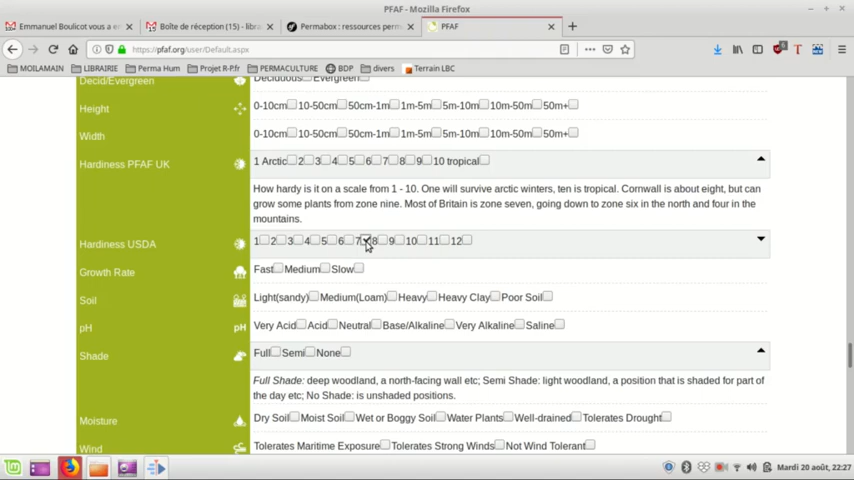 PFAF - Mozilla Firefox
Emmanuel Boulicot vous a e
Boîte de réception (15) - libra
Permabox : ressources perm
PFAF
https://pfaf.org/user/Default.aspx
MOILAMAIN LIBRAIRIE Perma Hum Projet R-P.fr PERMACULTURE BDP divers Terrain LBC
Decid/Evergreen Deciduous Evergreen
Height 0-10cm 10-50cm 50cm-1m 1m-5m 5m-10m 10m-50m 50m+
Width 0-10cm 10-50cm 50cm-1m 1m-5m 5m-10m 10m-50m 50m+
Hardiness PFAF UK 1 Arctic 2 3 4 5 6 7 8 9 10 tropical
How hardy is it on a scale from 1 - 10. One will survive arctic winters, ten is tropical. Cornwall is about eight, but can
grow some plants from zone nine. Most of Britain is zone seven, going down to zone six in the north and four in the
mountains.
Hardiness USDA 1 2 3 4 5 6 7 8 9 10 11 12
Growth Rate Fast Medium Slow
Soil Light(sandy) Medium(Loam) Heavy Heavy Clay Poor Soil
pH pH Very Acid Acid Neutral Base/Alkaline Very Alkaline Saline
Shade Full Semi None
Full Shade: deep woodland, a north-facing wall etc; Semi Shade: light woodland, a position that is shaded for part of
the day etc; No Shade: is unshaded positions.
Moisture Dry Soil Moist Soil Wet or Boggy Soil Water Plants Well-drained Tolerates Drought
Wind Tolerates Maritime Exposure Tolerates Strong Winds Not Wind Tolerant
Mardi 20 août, 22:27